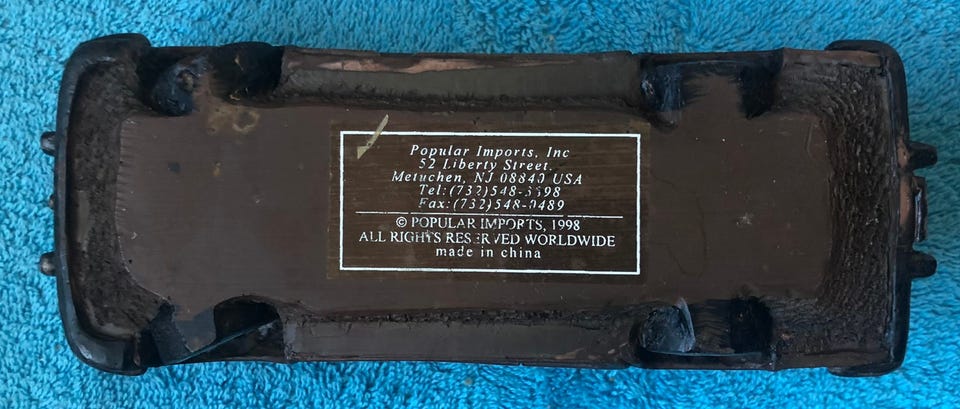 Popular Imports, Inc
52 Liberty Street,
Metuchen, NJ 08840 USA
Tel:(732)548-3598
Fax:(732)548-0489
© POPULAR IMPORTS, 1998
ALL RIGHTS RESERVED WORLDWIDE
made in china